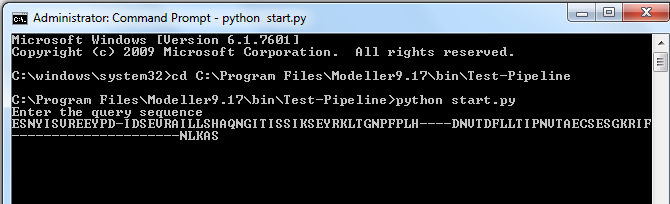 Administrator: Command Prompt - python  start.py
Microsoft Windows [Version 6.1.7601]
Copyright (c) 2009 Microsoft Corporation.  All rights reserved.
C:\windows\system32>cd C:\Program Files\Modeller9.17\bin\Test-Pipeline
C:\Program Files\Modeller9.17\bin\Test-Pipeline>python start.py
Enter the query sequence
ESNYISVREEYPD-IDSEVRAILLSHAQNGITISSIKSEYRKLTGNPFPLH----DNVTDFLLTIPNVTAECSESGKRIF
---------------------NLKAS